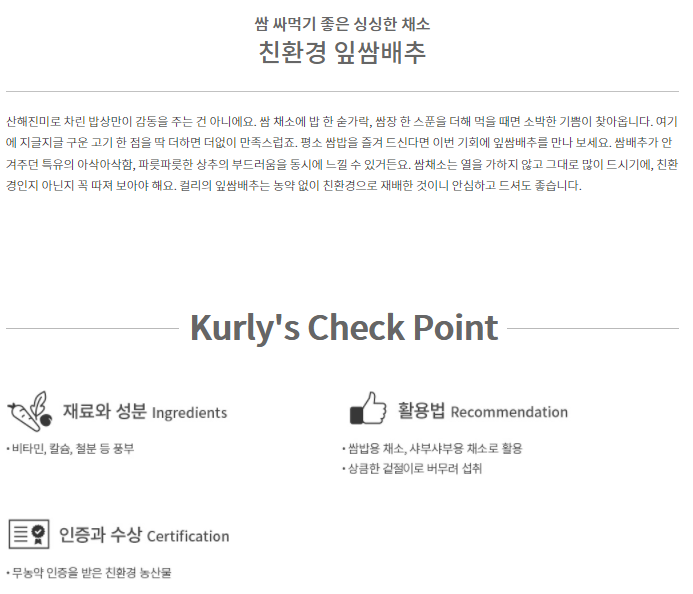 쌈 싸먹기 좋은 싱싱한 채소
친환경 잎쌈배추
산해진미로 차린 밥상만이 감동을 주는 건 아니에요. 쌈 채소에 밥 한 숟가락, 쌈장 한 스푼을 더해 먹을 때면 소박한 기쁨이 찾아옵니다. 여기
에 지글지글 구운 고기 한 점을 딱 더하면 더없이 만족스럽죠. 평소 쌈밥을 즐겨 드신다면 이번 기회에 잎쌈배추를 만나 보세요. 쌈배추가 안
겨주던 특유의 아삭아삭함, 파릇파릇한 상추의 부드러움을 동시에 느낄 수 있거든요. 쌈채소는 열을 가하지 않고 그대로 많이 드시기에, 친환
경인지 아닌지 꼭 따져 보아야 해요. 컬리의 잎쌈배추는 농약 없이 친환경으로 재배한 것이니 안심하고 드셔도 좋습니다.
Kurly's Check Point
재료와 성분 Ingredients
• 비타민, 칼슘, 철분 등 풍부
활용법 Recommendation
• 쌈밥용 채소, 샤부샤부용 채소로 활용
• 상큼한 겉절이로 버무려 섭취
인증과 수상 Certification
• 무농약 인증을 받은 친환경 농산물